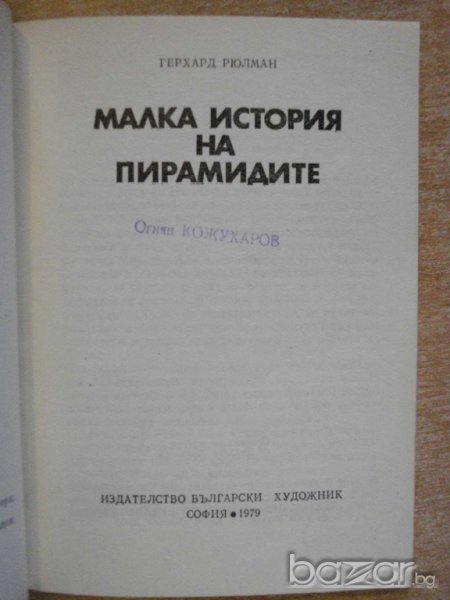 ГЕРХАРД РЮЛМАН
МАЛКА ИСТОРИЯ
НА
ПИРАМИДИТЕ
Огнян КОЖУХАРОВ
ИЗДАТЕЛСТВО БЪЛГАРСКИ ХУДОЖНИК
СОФИЯ • 1979
bazar.bg